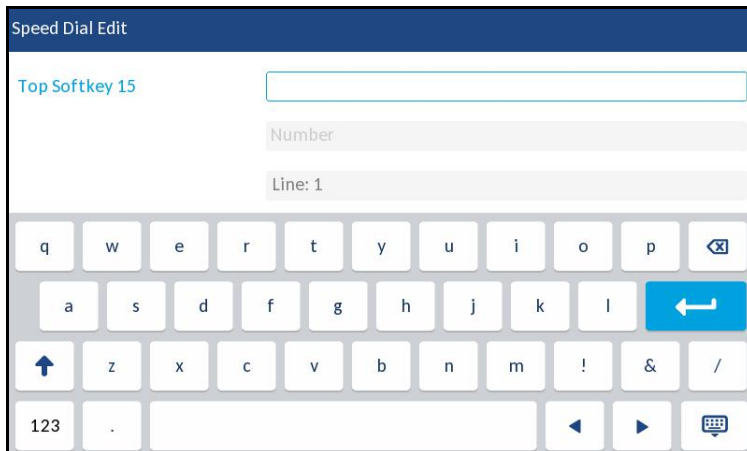 Speed Dial Edit
Top Softkey 15
Number
Line: 1
q w e r t y u i o p
a s d f g h j k l
z x c v b n m ! & /
123 .